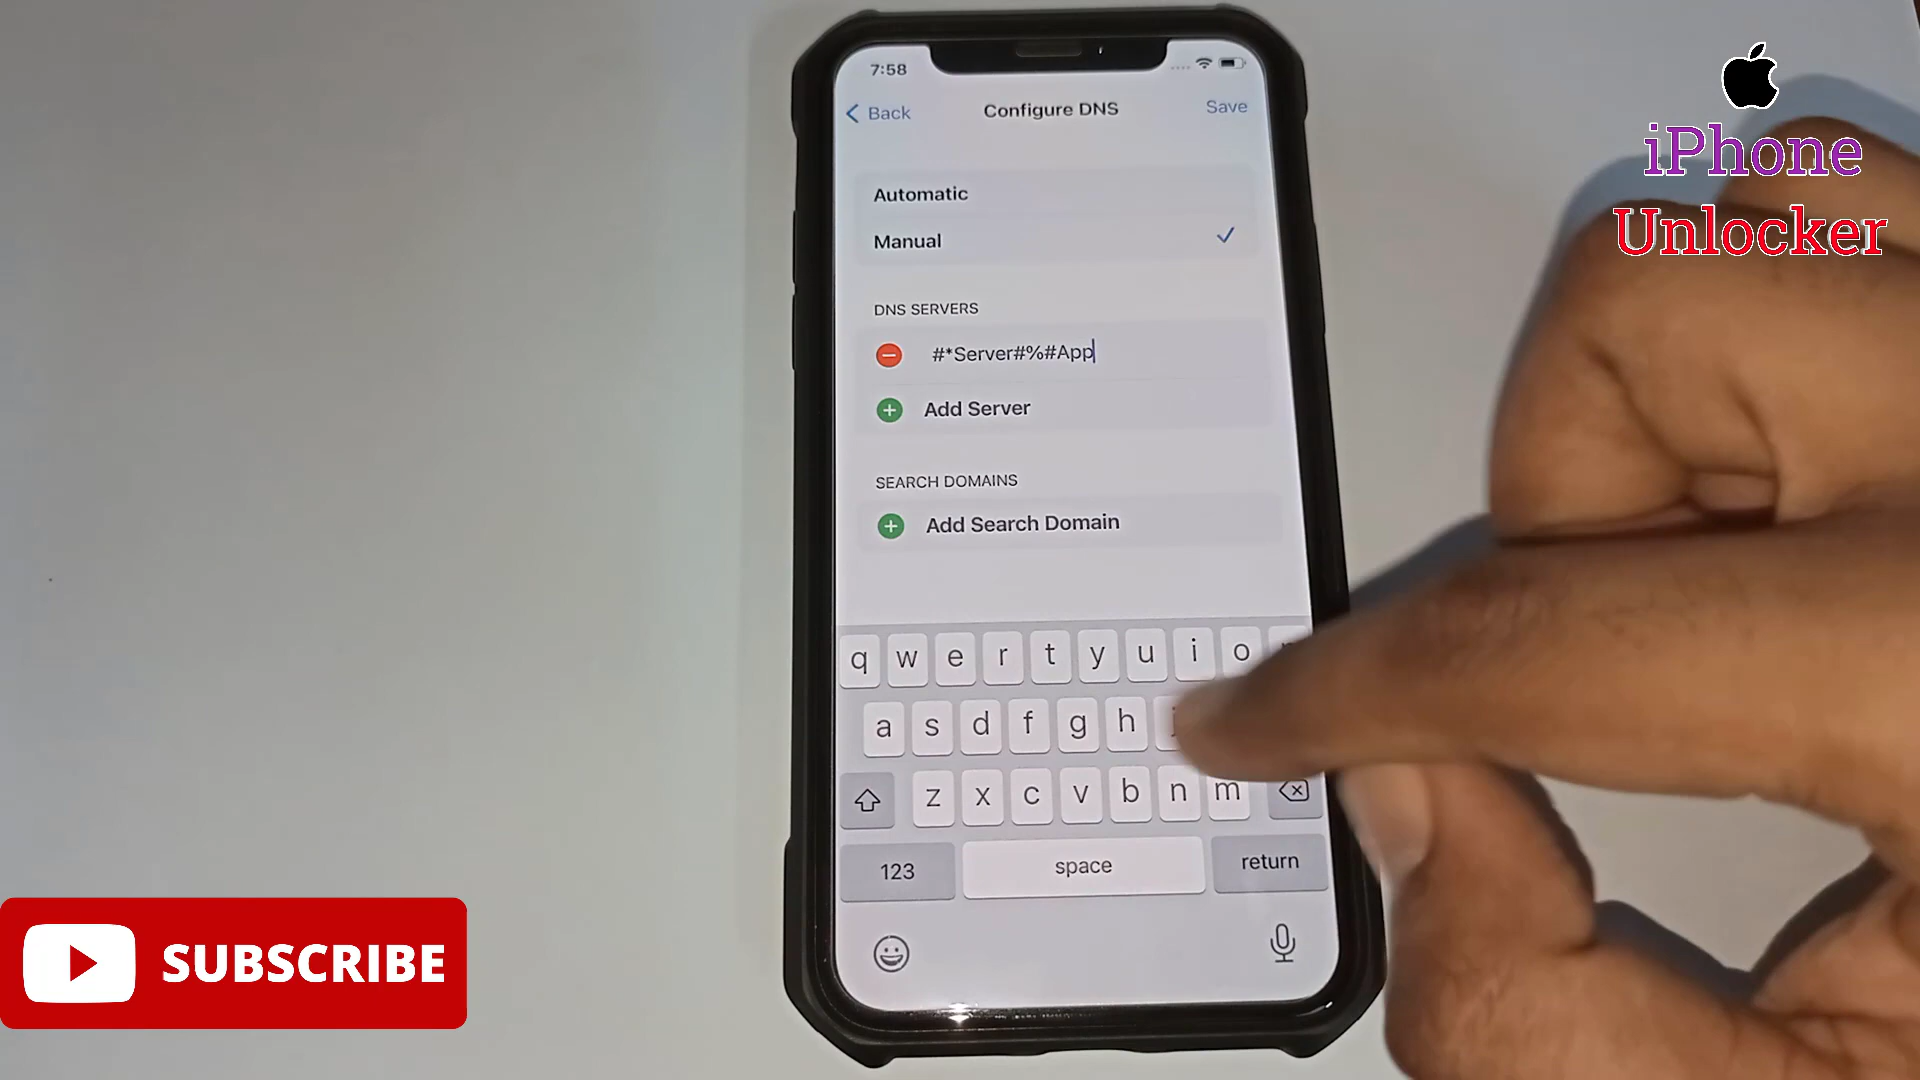 7:58
Back
Configure DNS
Save
Automatic
Manual
DNS SERVERS
#*Server#%#App
Add Server
SEARCH DOMAINS
Add Search Domain
q w e r t y u i o
a s d f g h
z x c v b n m
123
space
return
iPhone
Unlocker
SUBSCRIBE